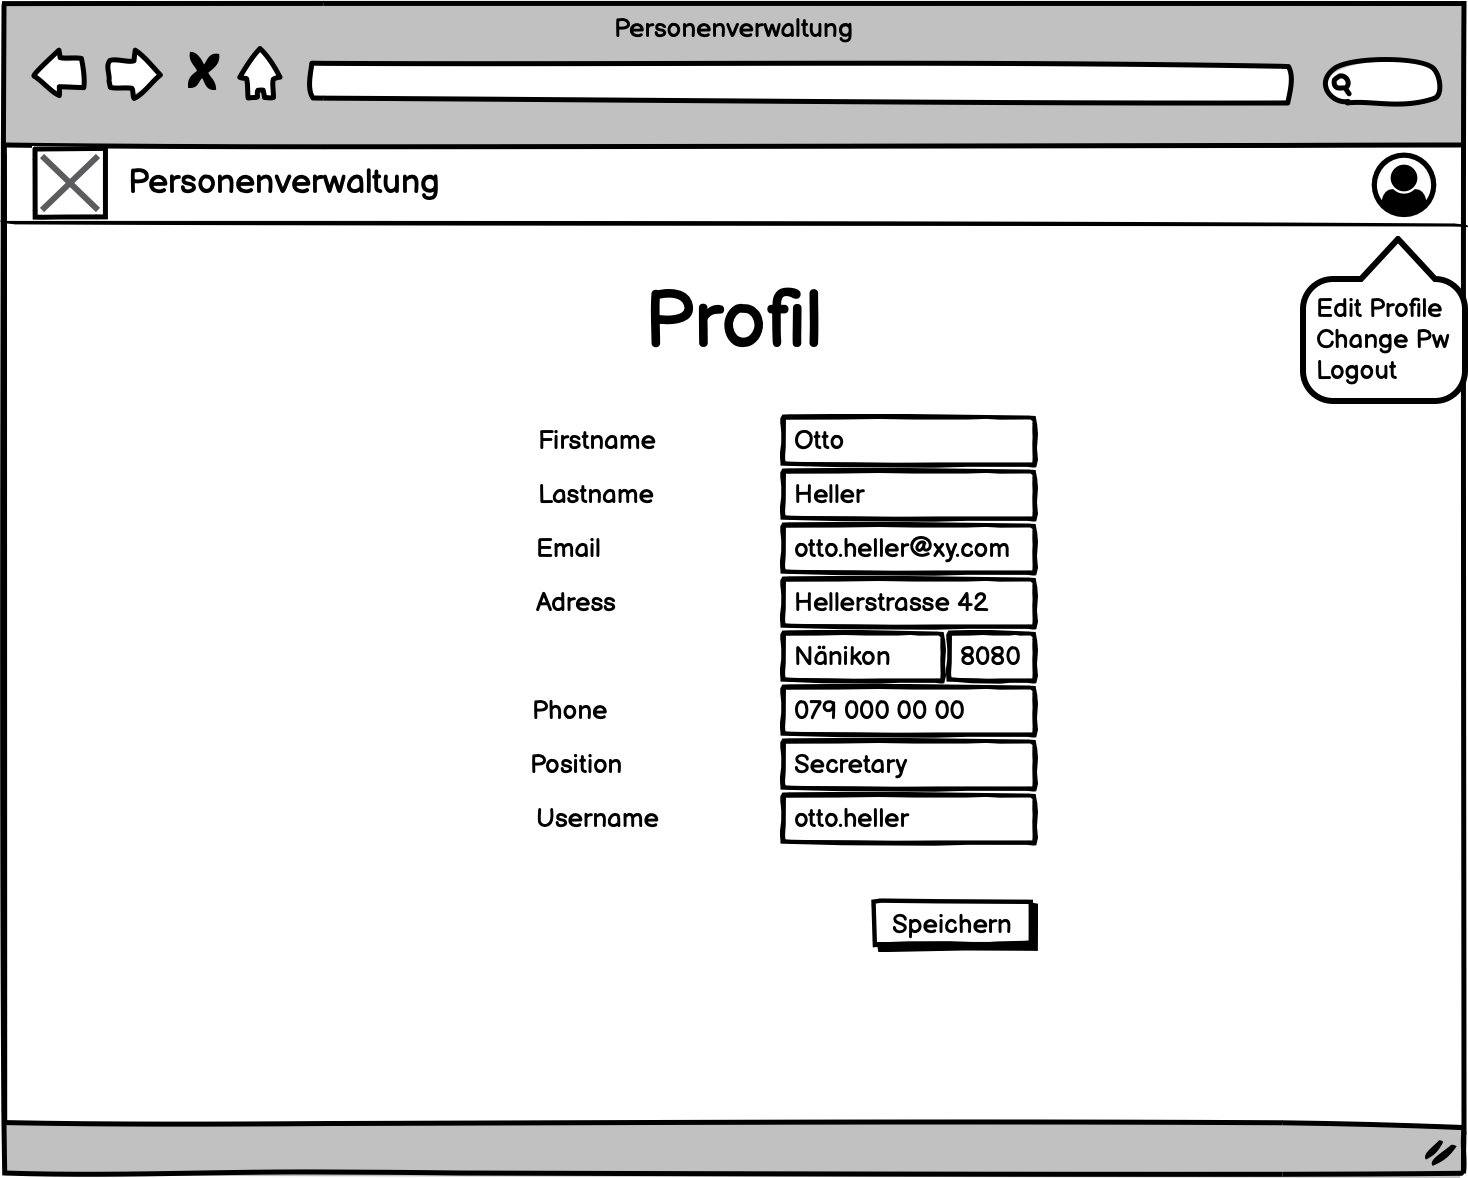 Personenverwaltung
Personenverwaltung
Edit Profile
Change Pw
Logout
Profil
Firstname Otto
Lastname Heller
Email otto.heller@xy.com
Adress Hellerstrasse 42
Nänikon 8080
Phone 079 000 00 00
Position Secretary
Username otto.heller
Speichern